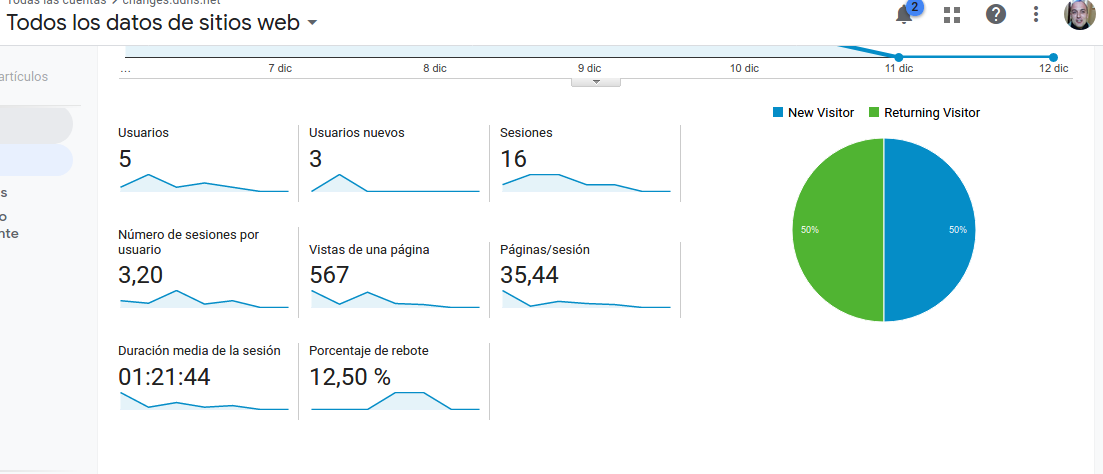 Todas las cuentas > changes.ddns.net
Todos los datos de sitios web
2
artículos
s
o
nte
...
7 dic
8 dic
9 dic
10 dic
11 dic
12 dic
New Visitor
Returning Visitor
Usuarios
5
Usuarios nuevos
3
Sesiones
16
50%
50%
Número de sesiones por
usuario
3,20
Vistas de una página
567
Páginas/sesión
35,44
Duración media de la sesión
01:21:44
Porcentaje de rebote
12,50 %